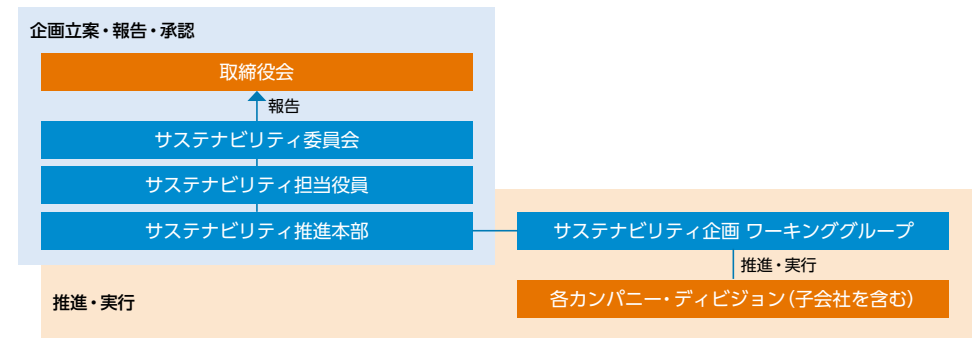 企画立案・報告・承認
取締役会
報告
サステナビリティ委員会
サステナビリティ担当役員
サステナビリティ推進本部
サステナビリティ企画 ワーキンググループ
推進・実行
各カンパニー・ディビジョン（子会社を含む）
推進・実行